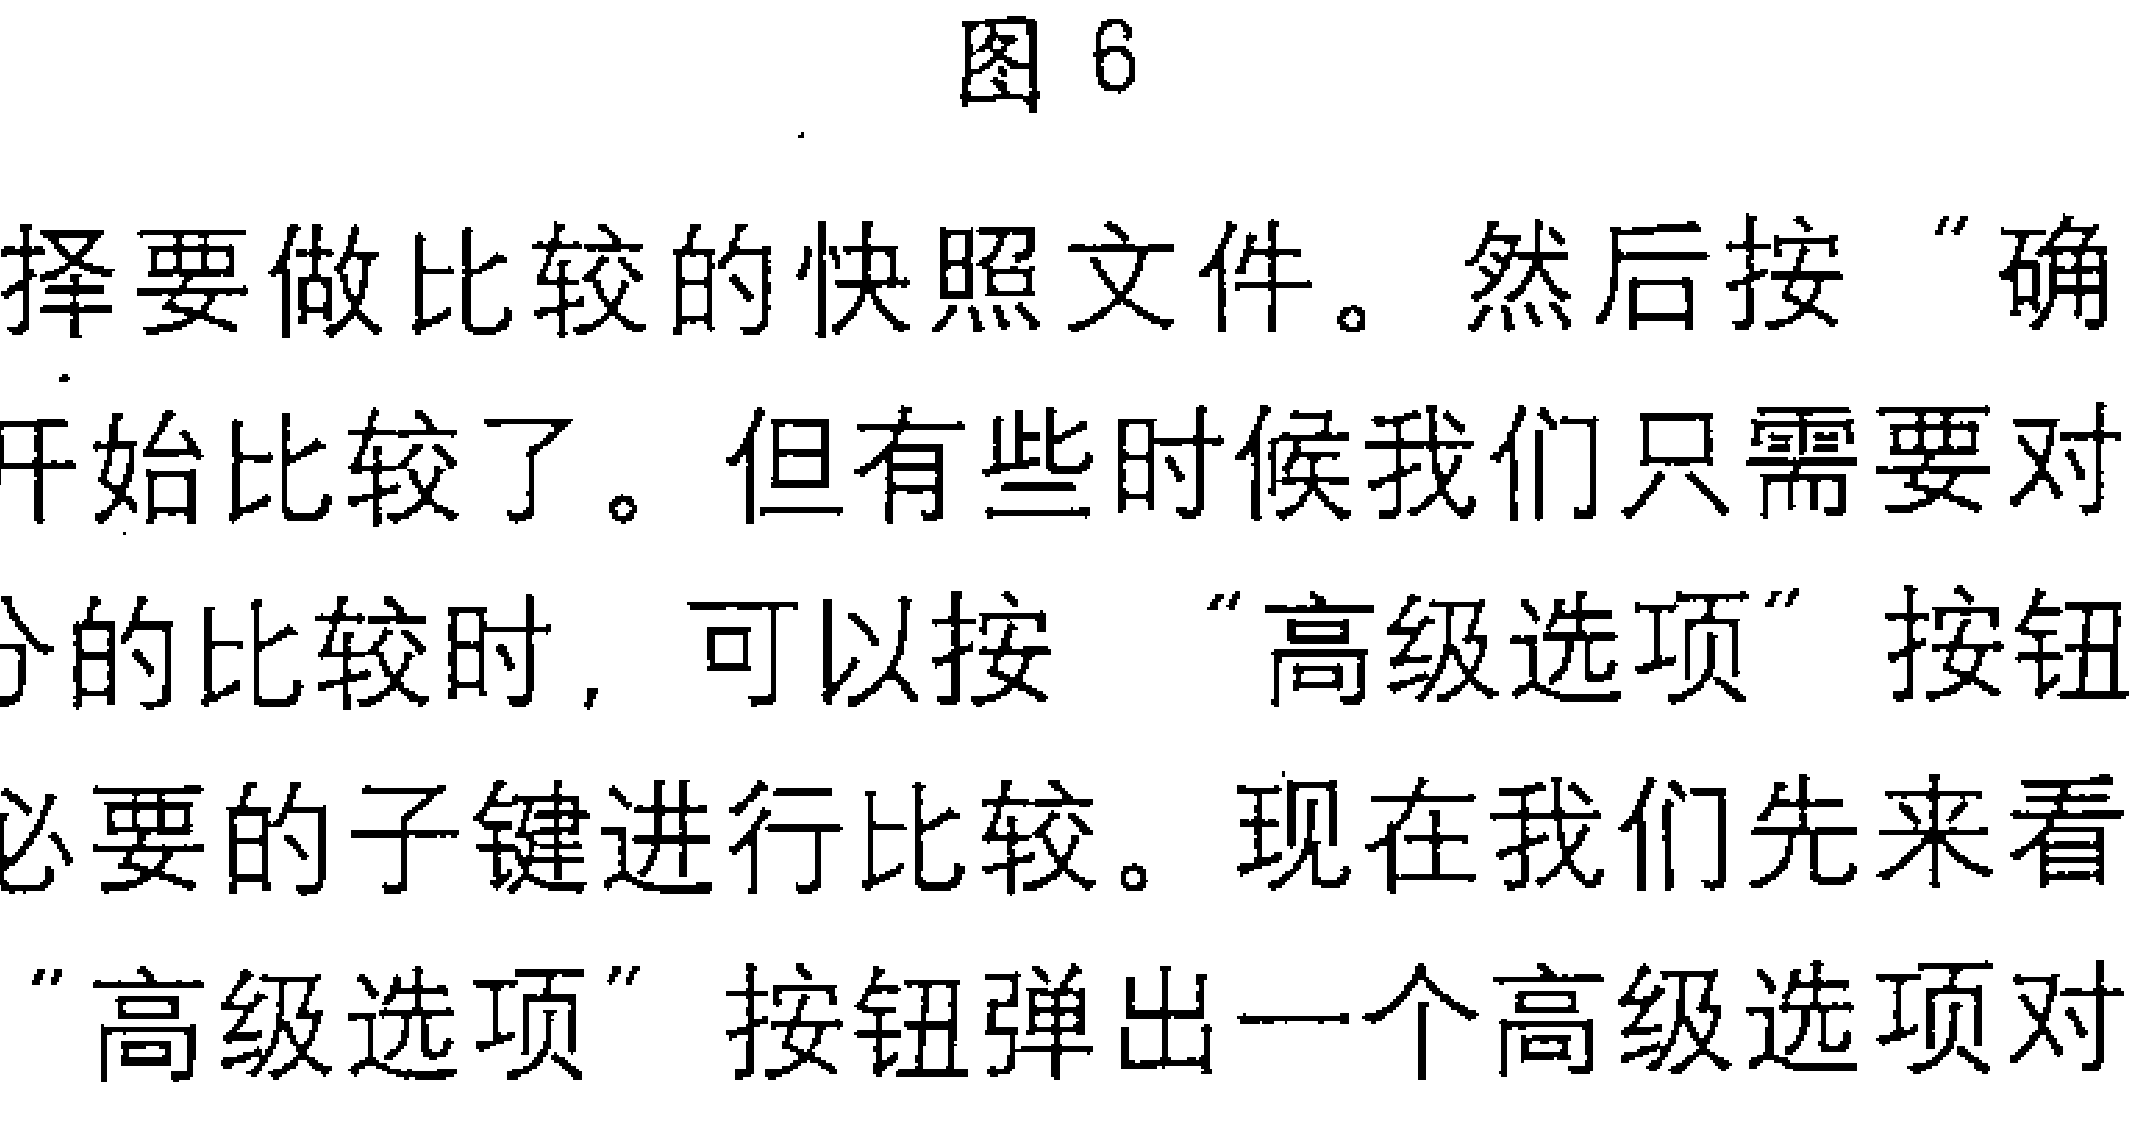 图 6
择要做比较的快照文件。然后按“确
开始比较了。但有些时候我们只需要对
分的比较时，可以按 “高级选项”按钮
必要的子键进行比较。现在我们先来看
“高级选项”按钮弹出一个高级选项对